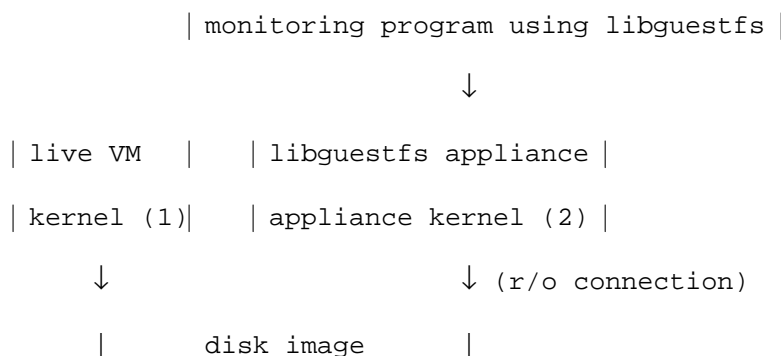 | monitoring program using libguestfs |
↓
| live VM | | libguestfs appliance |
| kernel (1)| | appliance kernel (2) |
↓ ↓ (r/o connection)
| disk image |